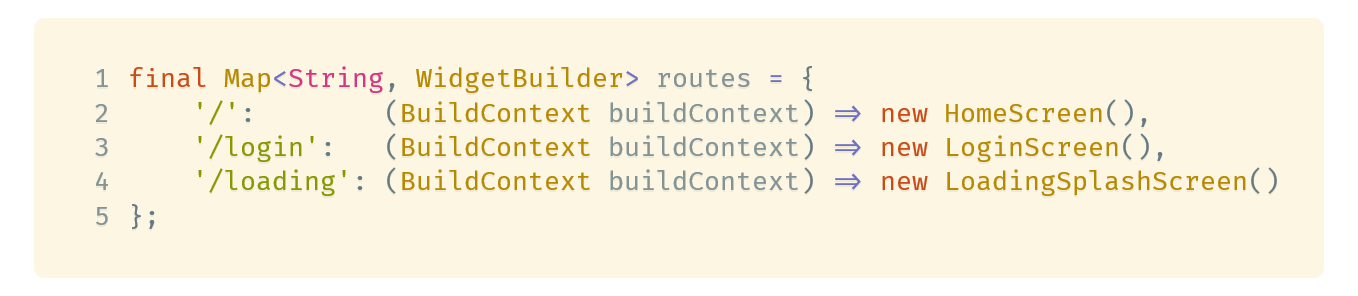 1 final Map<String, WidgetBuilder> routes = {
2     '/':        (BuildContext buildContext) => new HomeScreen(),
3     '/login':   (BuildContext buildContext) => new LoginScreen(),
4     '/loading': (BuildContext buildContext) => new LoadingSplashScreen()
5 };